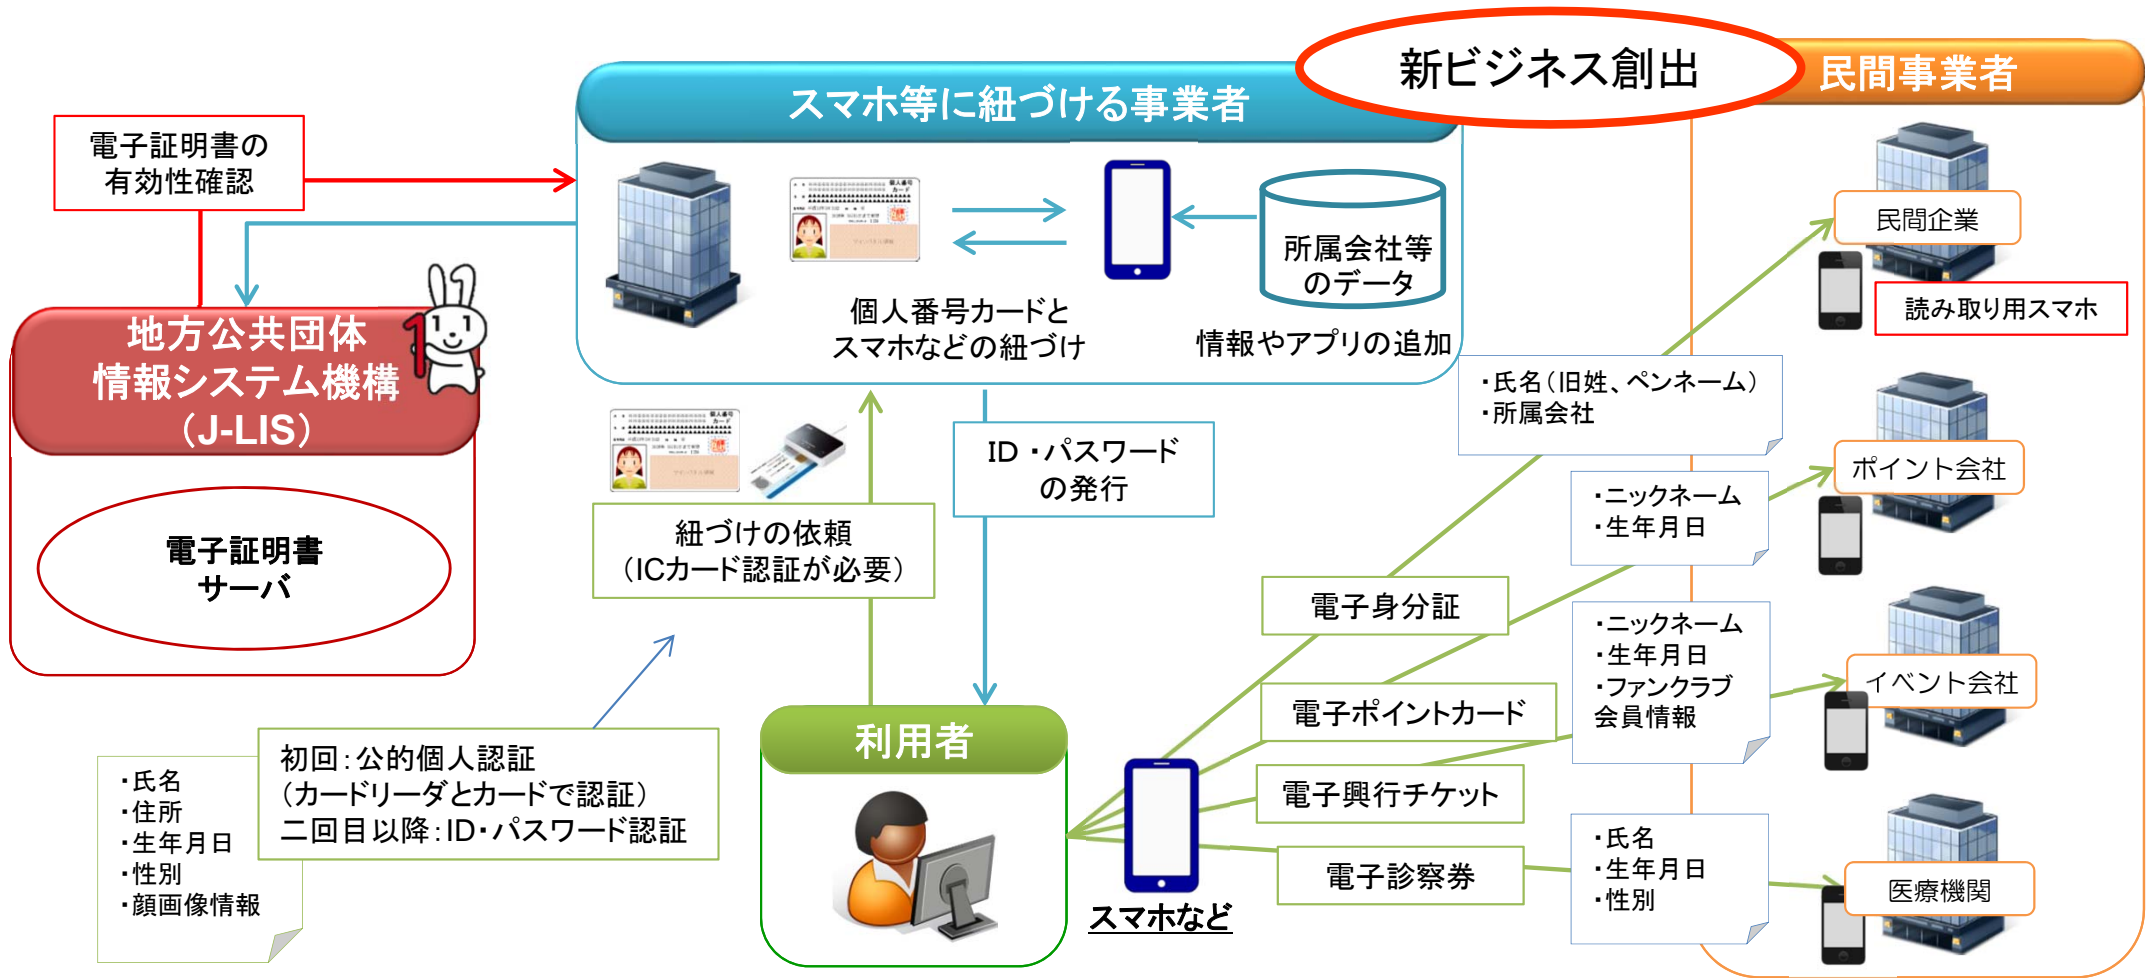 新ビジネス創出
民間事業者
スマホ等に紐づける事業者
電子証明書の
有効性確認
個人番号
カード
所属会社等
のデータ
個人番号カードと
スマホなどの紐づけ
情報やアプリの追加
地方公共団体
情報システム機構
（J-LIS）
電子証明書
サーバ
個人番号
カード
紐づけの依頼
（ICカード認証が必要）
ID・パスワード
の発行
初回：公的個人認証
（カードリーダとカードで認証）
二回目以降：ID・パスワード認証
・氏名
・住所
・生年月日
・性別
・顔画像情報
利用者
スマホなど
電子身分証
電子ポイントカード
電子興行チケット
電子診察券
・氏名（旧姓、ペンネーム）
・所属会社
・ニックネーム
・生年月日
・ニックネーム
・生年月日
・ファンクラブ
会員情報
・氏名
・生年月日
・性別
民間企業
読み取り用スマホ
ポイント会社
イベント会社
医療機関